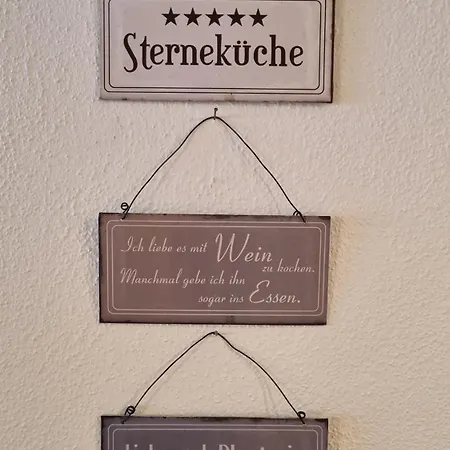 ★★★★★
Sterneküche
Ich liebe es mit Wein
zu kochen.
Manchmal gebe ich ihn
sogar ins Essen.